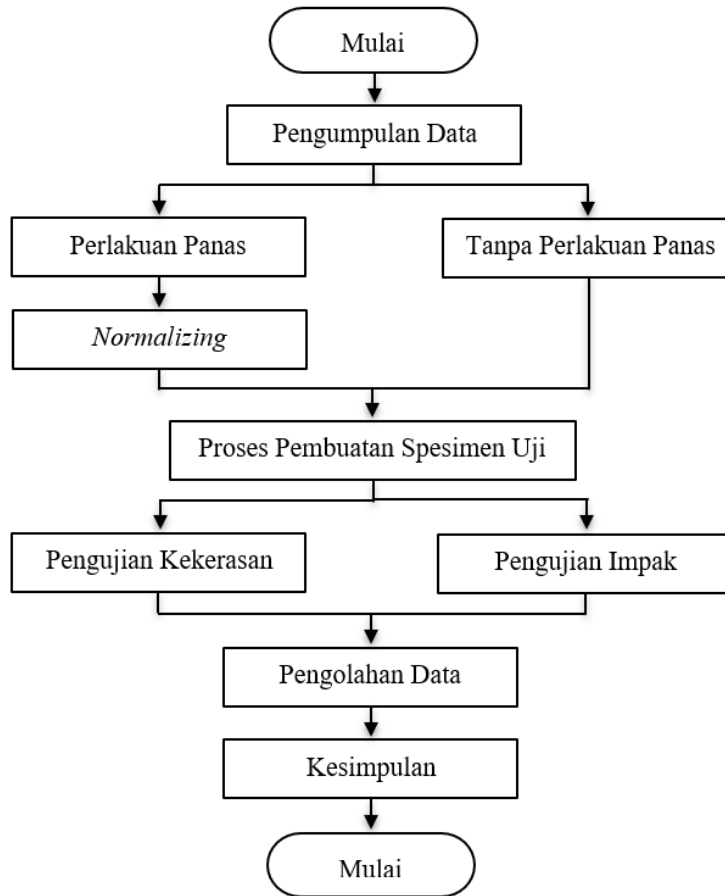 Mulai
Pengumpulan Data
Perlakuan Panas
Tanpa Perlakuan Panas
Normalizing
Proses Pembuatan Spesimen Uji
Pengujian Kekerasan
Pengujian Impak
Pengolahan Data
Kesimpulan
Mulai